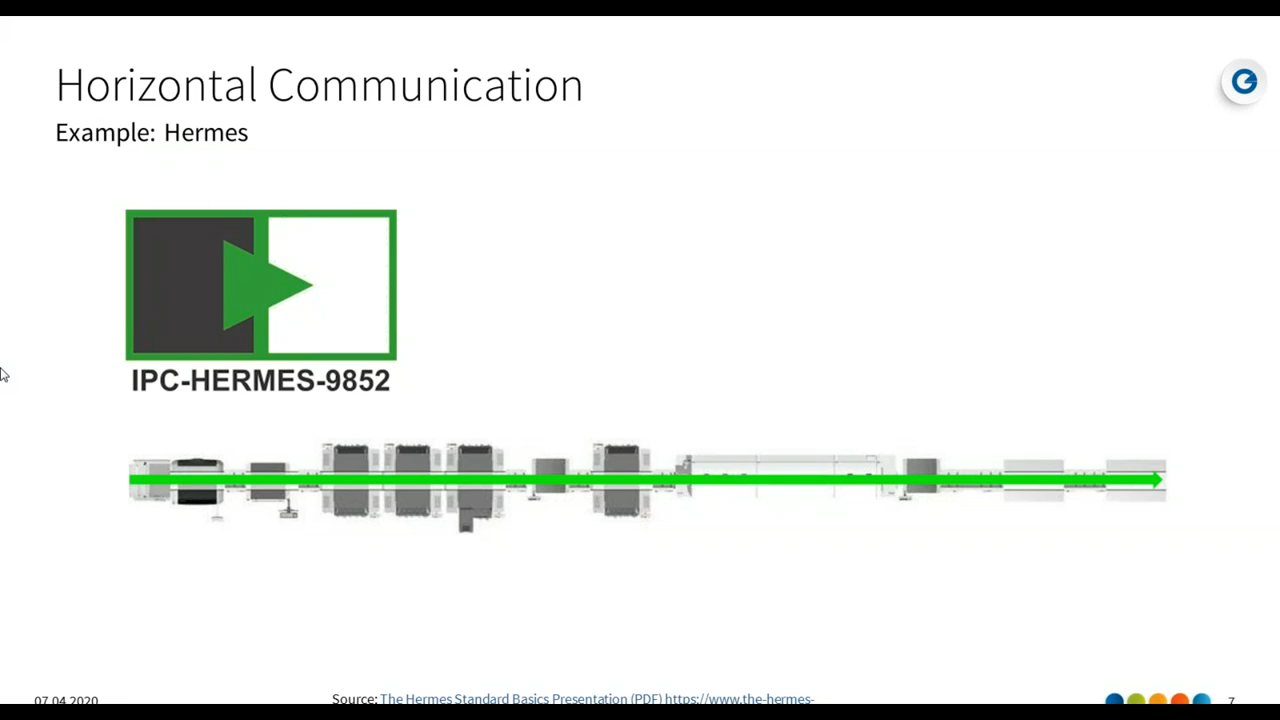 Horizontal Communication
Example: Hermes
IPC-HERMES-9852
07.04.2020
Source: The Hermes Standard Basics Presentation (PDF) https://www.the-hermes-
7